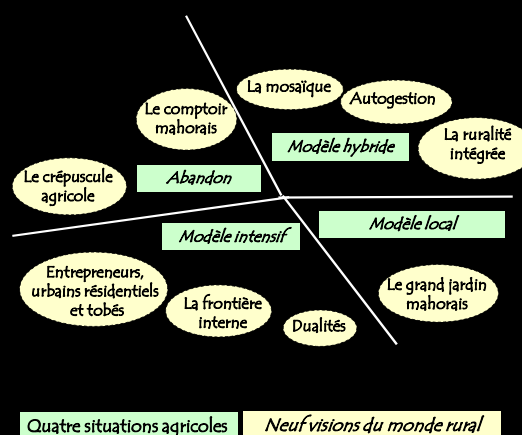 La mosaïque
Autogestion
Le comptoir
mahorais
La ruralité
intégrée
Modèle hybride
Le crépuscule
agricole
Abandon
Modèle local
Modèle intensif
Entrepreneurs,
urbains résidentiels
et tobés
La frontière
interne
Dualités
Le grand jardin
mahorais
Quatre situations agricoles
Neuf visions du monde rural